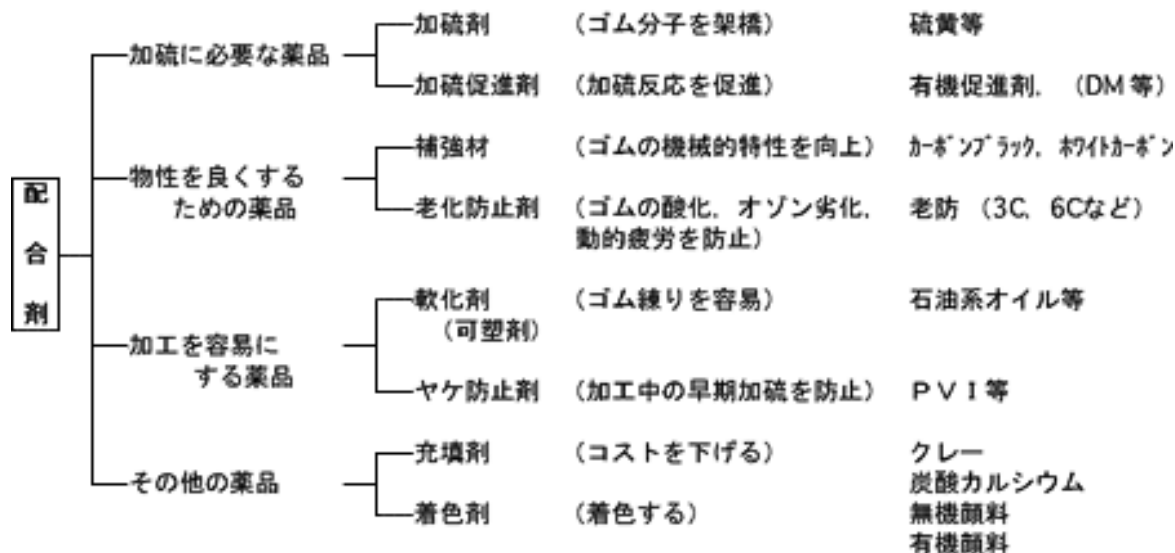 配合剤
加硫に必要な薬品
加硫剤 (ゴム分子を架橋) 硫黄等
加硫促進剤 (加硫反応を促進) 有機促進剤, (DM等)
物性を良くする
ための薬品
補強材 (ゴムの機械的特性を向上) ｶｰﾎﾞﾝﾌﾞﾗｯｸ, ﾎﾜｲﾄｶｰﾎﾞﾝ
老化防止剤 (ゴムの酸化, オゾン劣化, 老防 (3C, 6Cなど)
動的疲労を防止)
加工を容易に
する薬品
軟化剤 (ゴム練りを容易) 石油系オイル等
(可塑剤)
ヤケ防止剤 (加工中の早期加硫を防止) ＰＶＩ等
その他の薬品
充填剤 (コストを下げる) クレー
炭酸カルシウム
着色剤 (着色する) 無機顔料
有機顔料